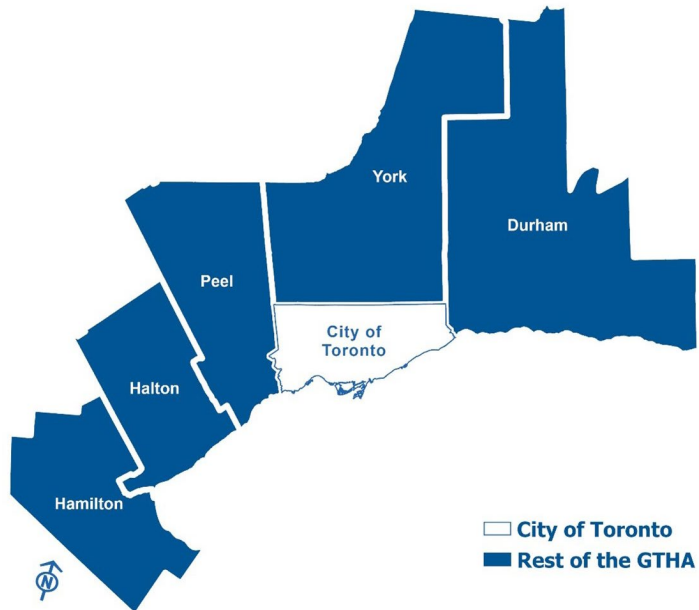 York
Durham
Peel
City of
Toronto
Halton
Hamilton
N
City of Toronto
Rest of the GTHA